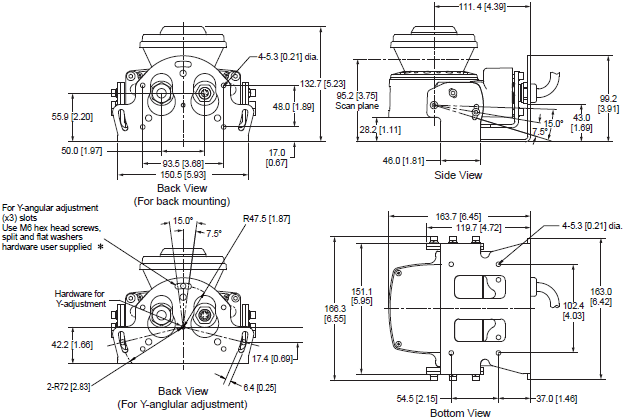 4-5.3 [0.21] dia.
132.7 [5.23]
48.0
[1.89]
55.9
[2.20]
17.0
[0.67]
50.0 [1.97]
93.5 [3.68]
150.5 [5.93]
Back View
(For back mounting)
111.4 [4.39]
95.2 [3.75]
Scan plane
99.2
[3.91]
28.2 [1.11]
43.0
[1.69]
15.0°
7.5°
46.0 [1.81]
Side View
For Y-angular adjustment
(x3) slots
Use M6 hex head screws,
split and flat washers
hardware user supplied *
15.0°
7.5°
R47.5 [1.87]
Hardware for
Y-adjustment
42.2 [1.66]
17.4 [0.69]
2-R72 [2.83]
6.4 [0.25]
Back View
(For Y-anglular adjustment)
163.7 [6.45]
119.7 [4.72]
4-5.3 [0.21] dia.
166.3
[6.55]
151.1
[5.95]
102.4
[4.03]
163.0
[6.42]
54.5 [2.15]
37.0 [1.46]
Bottom View